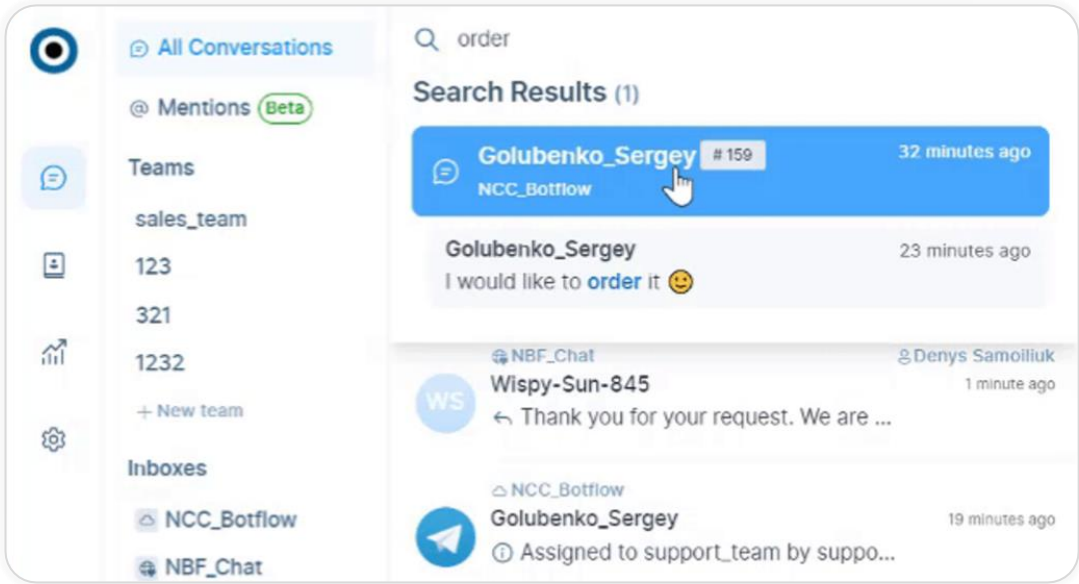 All Conversations
@ Mentions Beta
Teams
sales_team
123
321
1232
+ New team
Inboxes
NCC_Botflow
NBF_Chat
order
Search Results (1)
Golubenko_Sergey # 159 32 minutes ago
NCC_Botflow
Golubenko_Sergey 23 minutes ago
I would like to order it 😉
NBF_Chat Denys Samoiliuk
WS Wispy-Sun-845 1 minute ago
Thank you for your request. We are ...
NCC_Botflow
Golubenko_Sergey 19 minutes ago
Assigned to support_team by suppo...